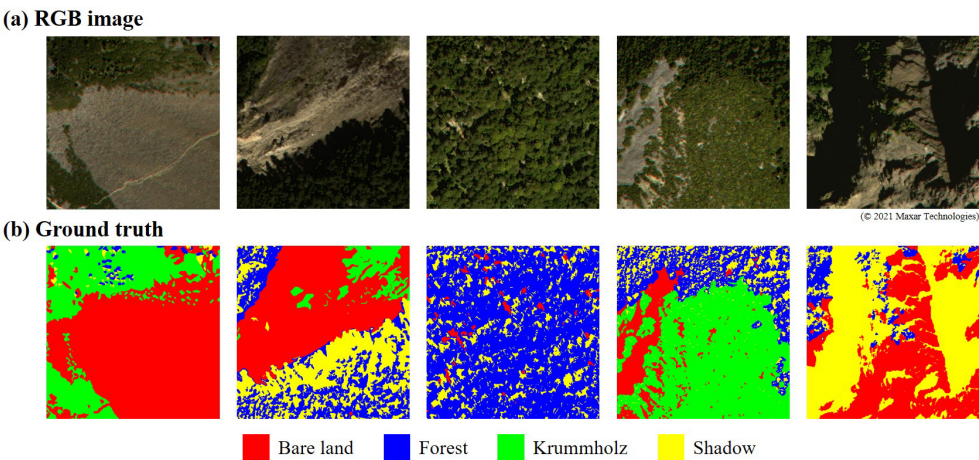 (a) RGB image
(© 2021 Maxar Technologies)
(b) Ground truth
Bare land Forest Krummholz Shadow